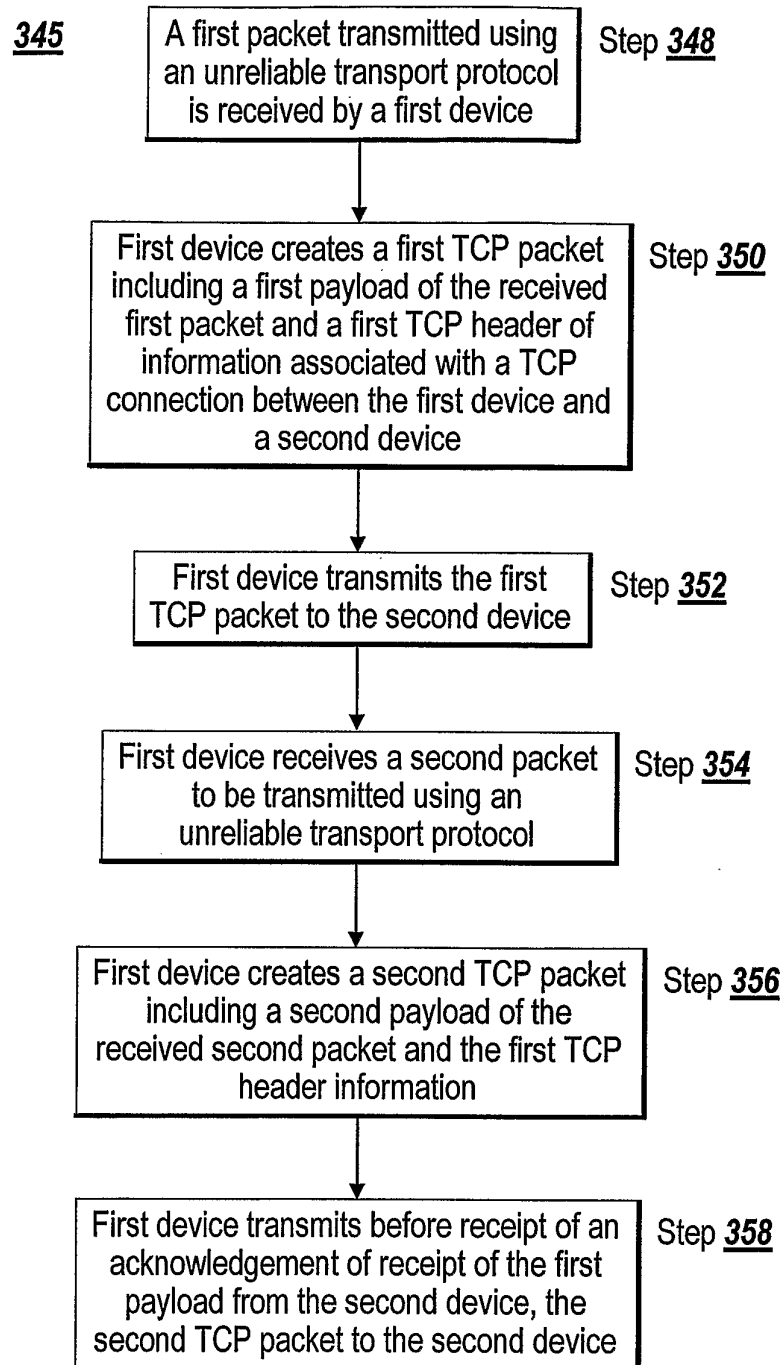 345
A first packet transmitted using
an unreliable transport protocol
is received by a first device
Step 348
First device creates a first TCP packet
including a first payload of the received
first packet and a first TCP header of
information associated with a TCP
connection between the first device and
a second device
Step 350
First device transmits the first
TCP packet to the second device
Step 352
First device receives a second packet
to be transmitted using an
unreliable transport protocol
Step 354
First device creates a second TCP packet
including a second payload of the
received second packet and the first TCP
header information
Step 356
First device transmits before receipt of an
acknowledgement of receipt of the first
payload from the second device, the
second TCP packet to the second device
Step 358